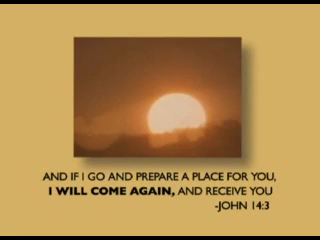 AND IF I GO AND PREPARE A PLACE FOR YOU,
I WILL COME AGAIN, AND RECEIVE YOU
-JOHN 14:3